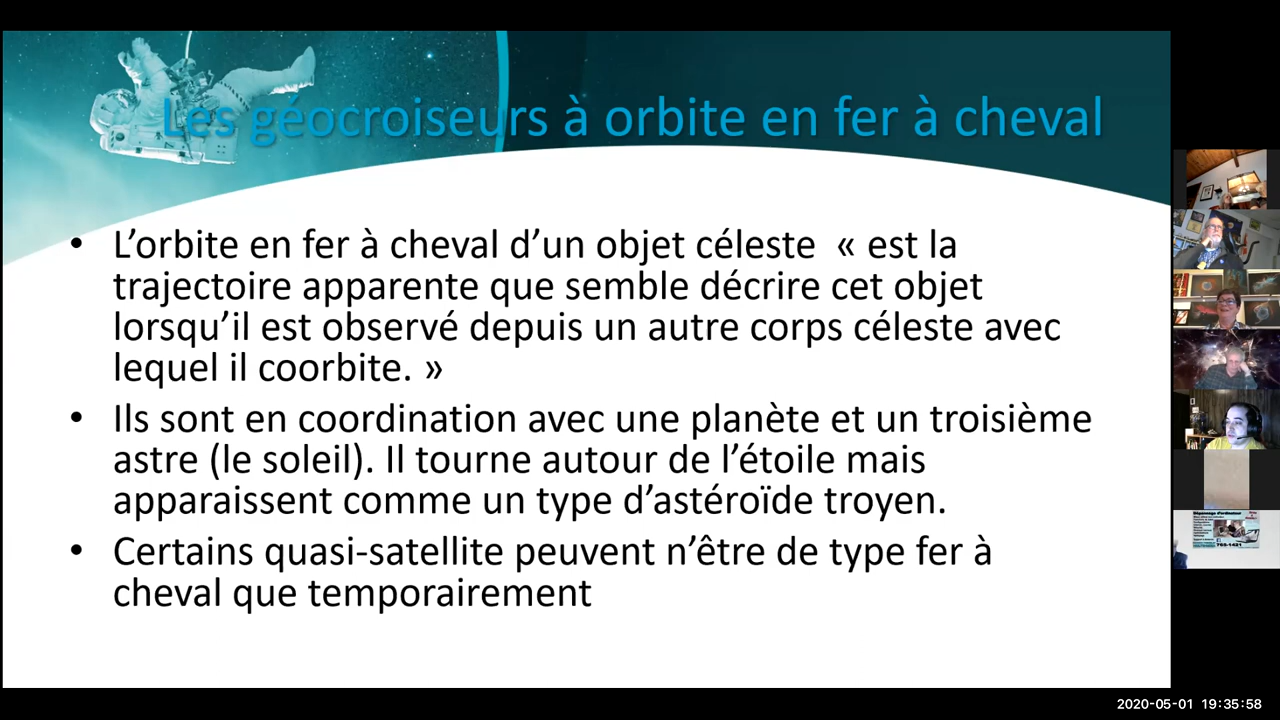 Les géocroiseurs à orbite en fer à cheval
• L’orbite en fer à cheval d’un objet céleste « est la
trajectoire apparente que semble décrire cet objet
lorsqu’il est observé depuis un autre corps céleste avec
lequel il coorbite. »
• Ils sont en coordination avec une planète et un troisième
astre (le soleil). Il tourne autour de l’étoile mais
apparaissent comme un type d’astéroïde troyen.
• Certains quasi-satellite peuvent n’être de type fer à
cheval que temporairement
Dépannage d'ordinateur
765-1421
2020-05-01 19:35:58